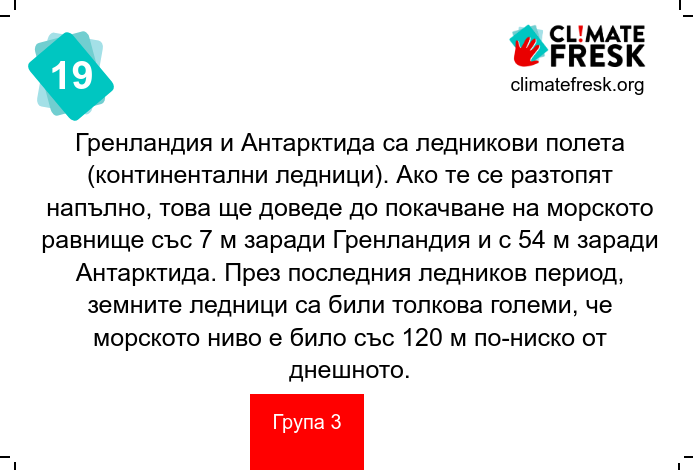 19
CL!MATE
FRESK
climatefresk.org
Гренландия и Антарктида са ледникови полета
(континентални ледници). Ако те се разтопят
напълно, това ще доведе до покачване на морското
равнище със 7 м заради Гренландия и с 54 м заради
Антарктида. През последния ледников период,
земните ледници са били толкова големи, че
морското ниво е било със 120 м по-ниско от
днешното.
Група 3